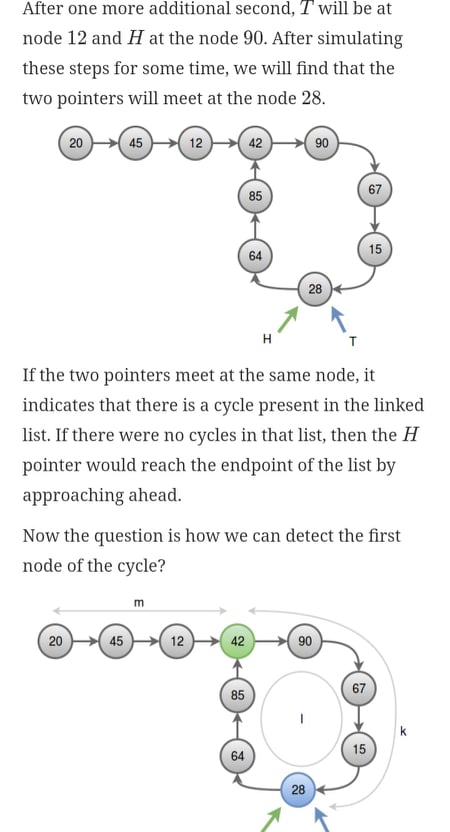 After one more additional second, T will be at
node 12 and H at the node 90. After simulating
these steps for some time, we will find that the
two pointers will meet at the node 28.
20 45 12 42 90
67
85
15
64
28
H T
If the two pointers meet at the same node, it
indicates that there is a cycle present in the linked
list. If there were no cycles in that list, then the H
pointer would reach the endpoint of the list by
approaching ahead.
Now the question is how we can detect the first
node of the cycle?
m
20 45 12 42 90
67
85
l
k
15
64
28